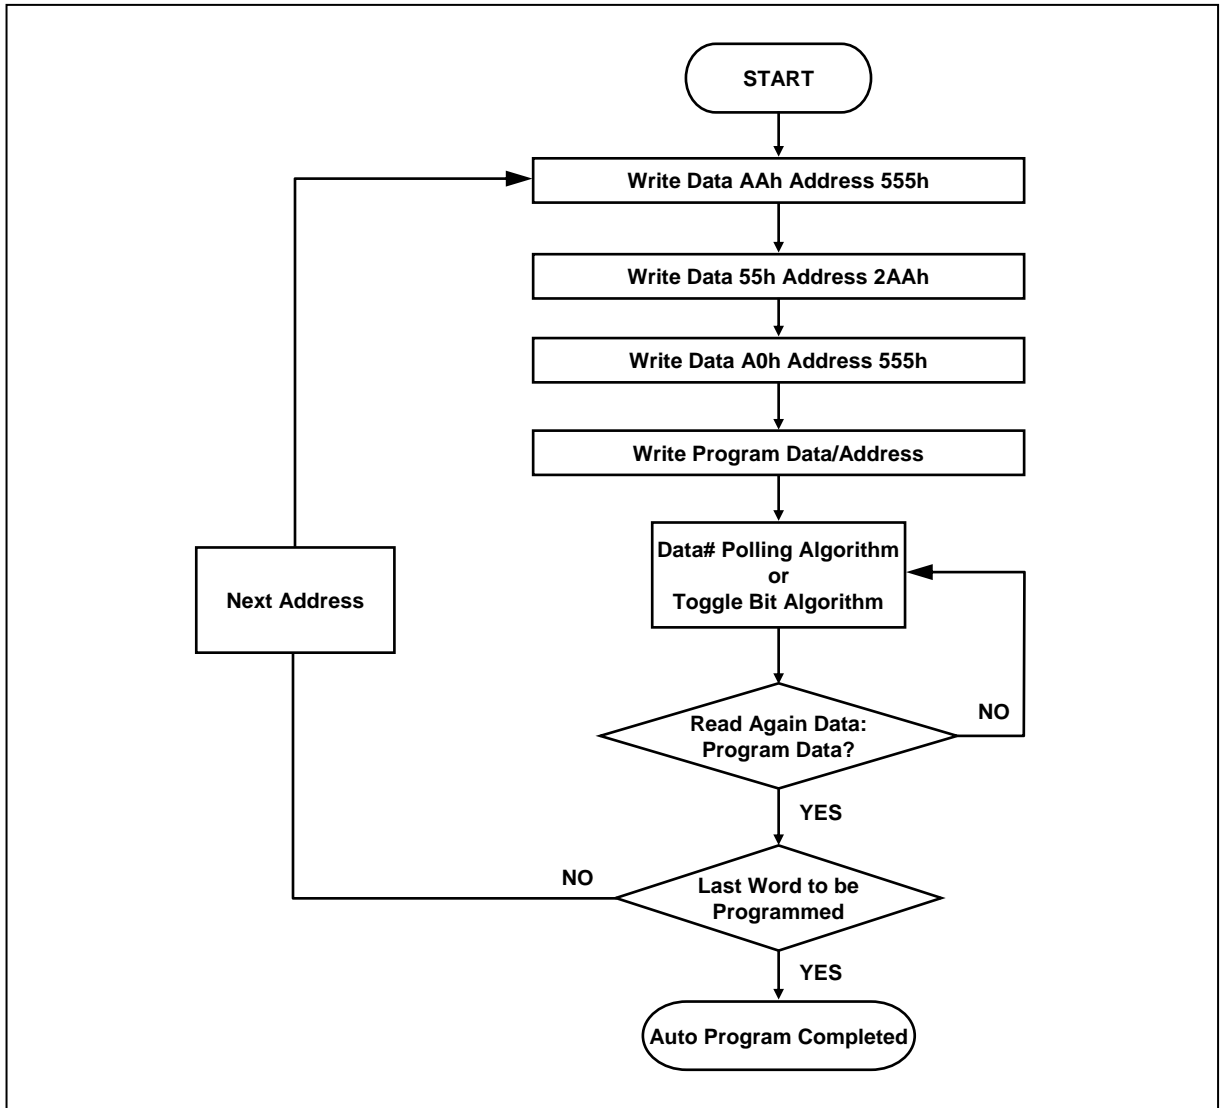 START
Write Data AAh Address 555h
Write Data 55h Address 2AAh
Write Data A0h Address 555h
Write Program Data/Address
Data# Polling Algorithm
or
Toggle Bit Algorithm
Next Address
Read Again Data:
Program Data?
NO
YES
Last Word to be
Programmed
NO
YES
Auto Program Completed